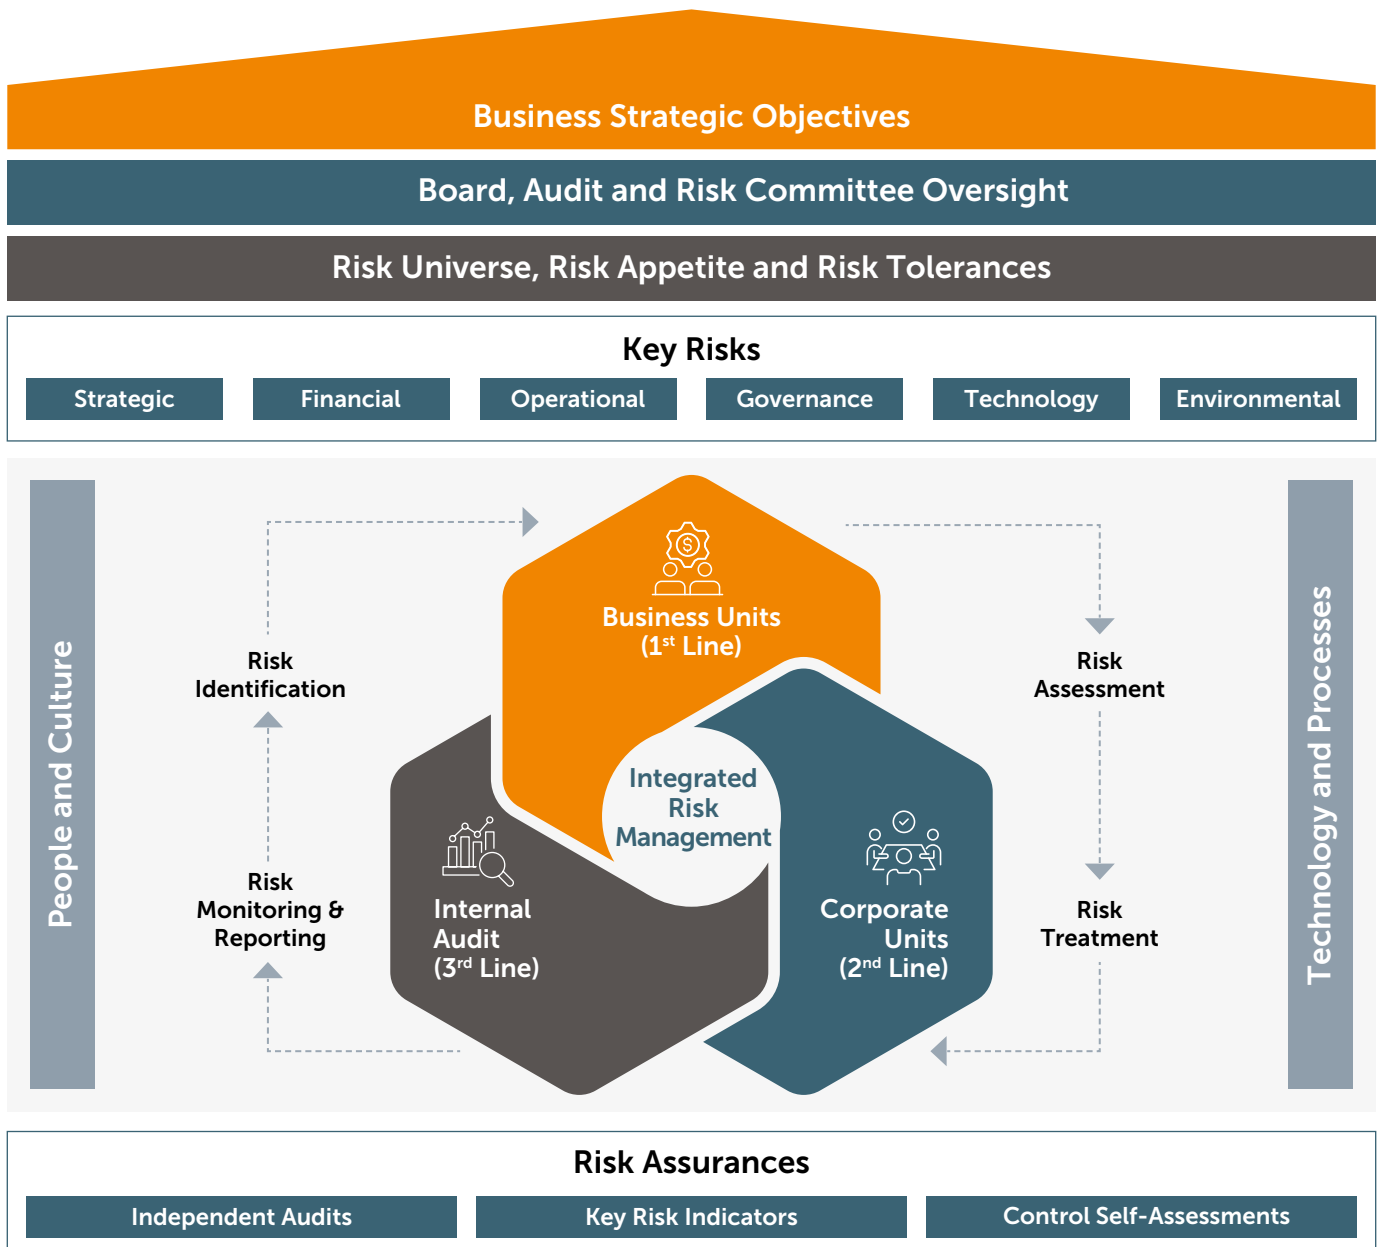 Business Strategic Objectives
Board, Audit and Risk Committee Oversight
Risk Universe, Risk Appetite and Risk Tolerances
Key Risks
Strategic
Financial
Operational
Governance
Technology
Environmental
People and Culture
Risk
Identification
Risk
Monitoring &
Reporting
$
Business Units
(1st Line)
Integrated
Risk
Management
Internal
Audit
(3rd Line)
Corporate
Units
(2nd Line)
Risk
Assessment
Risk
Treatment
Technology and Processes
Risk Assurances
Independent Audits
Key Risk Indicators
Control Self-Assessments